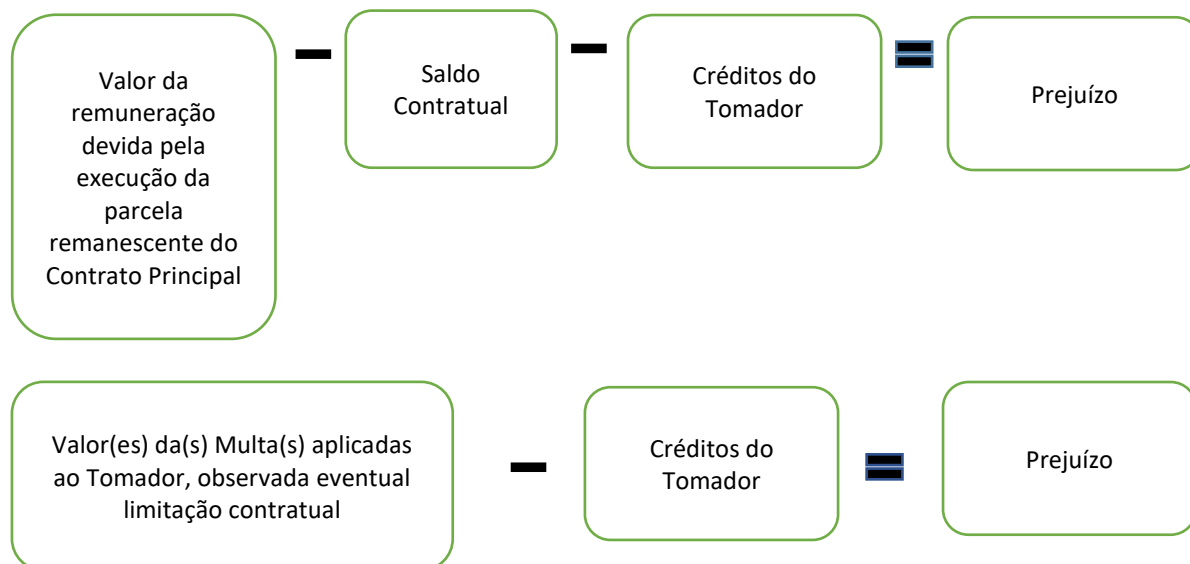 Valor da
remuneração
devida pela
execução da
parcela
remanescente do
Contrato Principal
Saldo
Contratual
Créditos do
Tomador
Prejuízo
Valor(es) da(s) Multa(s) aplicadas
ao Tomador, observada eventual
limitação contratual
Créditos do
Tomador
Prejuízo